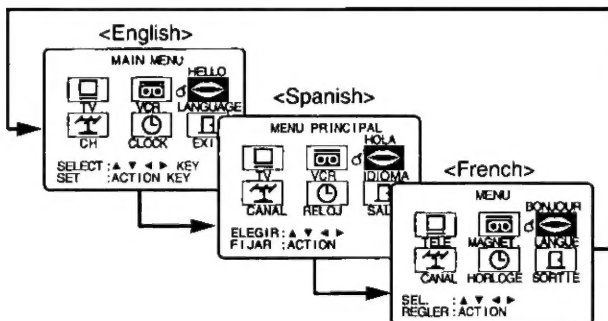 <English>
MAIN MENU
HELLO
TV VCR LANGUAGE
CH CLOCK EXI
SELECT :▲ ▼ ◄ ► KEY
SET :ACTION KEY
<Spanish>
MENU PRINCIPAL
HOLA
TV VCR IDIOMA
CANAL RELOJ SAL
ELEGIR:▲ ▼ ◄ ►
FIJAR :ACTION
<French>
MENU
BONJOUR
TELE MAGNET. LANGUE
CANAL HORLOGE SORTIE
SEL. :▲ ▼ ◄ ►
REGLER:ACTION